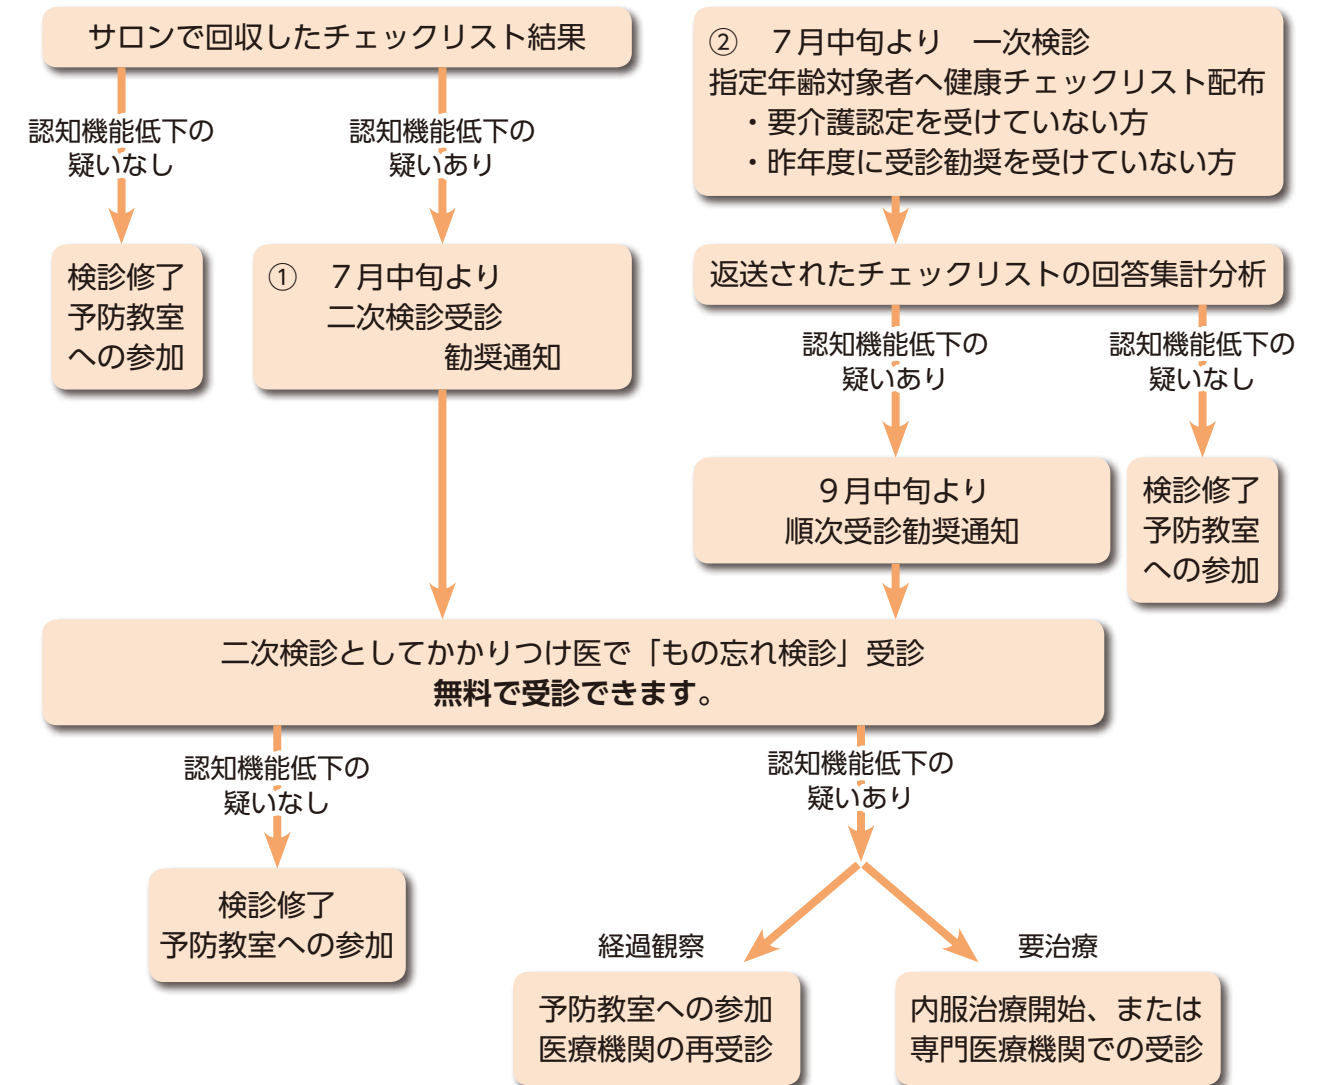 サロンで回収したチェックリスト結果
認知機能低下の
疑いなし
認知機能低下の
疑いあり
検診修了
予防教室
への参加
① 7月中旬より
二次検診受診
勧奨通知
② 7月中旬より 一次検診
指定年齢対象者へ健康チェックリスト配布
・要介護認定を受けていない方
・昨年度に受診勧奨を受けていない方
返送されたチェックリストの回答集計分析
認知機能低下の
疑いあり
認知機能低下の
疑いなし
9月中旬より
順次受診勧奨通知
検診修了
予防教室
への参加
二次検診としてかかりつけ医で「もの忘れ検診」受診
無料で受診できます。
認知機能低下の
疑いなし
認知機能低下の
疑いあり
検診修了
予防教室への参加
経過観察
要治療
予防教室への参加
医療機関の再受診
内服治療開始、または
専門医療機関での受診